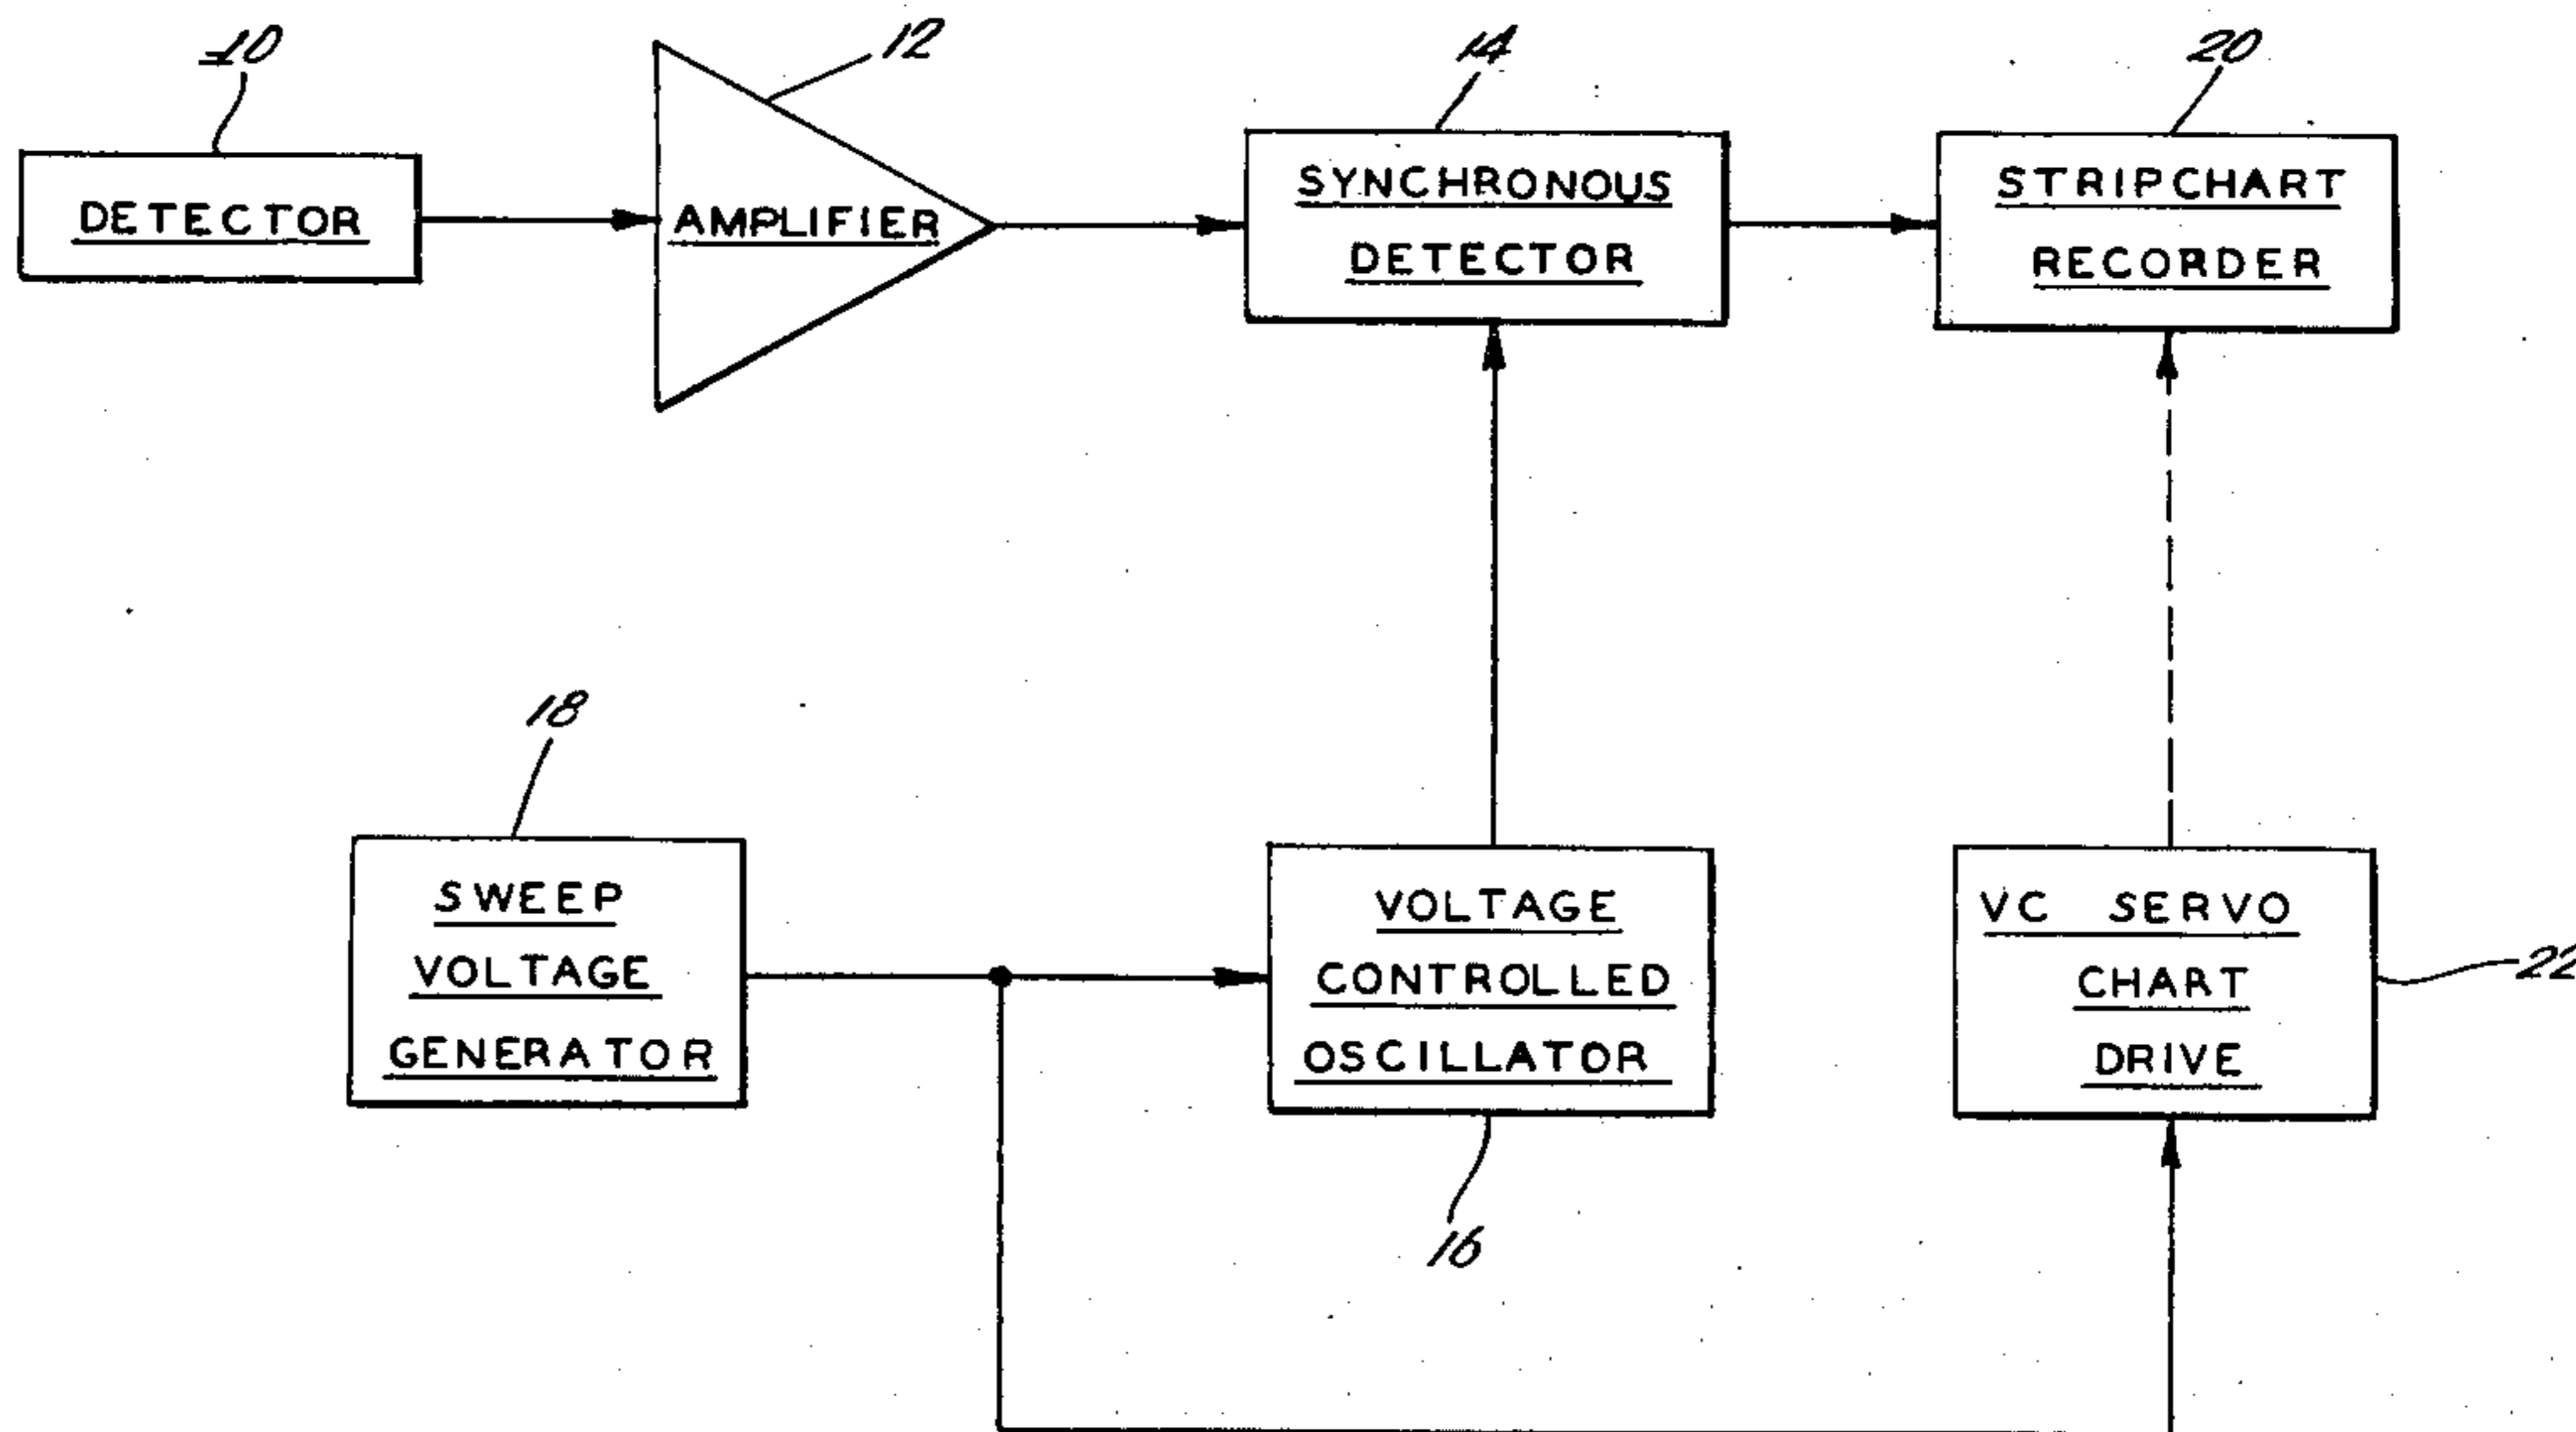 10
12
14
20
DETECTOR
AMPLIFIER
SYNCHRONOUS
DETECTOR
STRIPCHART
RECORDER
18
SWEEP
VOLTAGE
GENERATOR
VOLTAGE
CONTROLLED
OSCILLATOR
16
VC SERVO
CHART
DRIVE
22